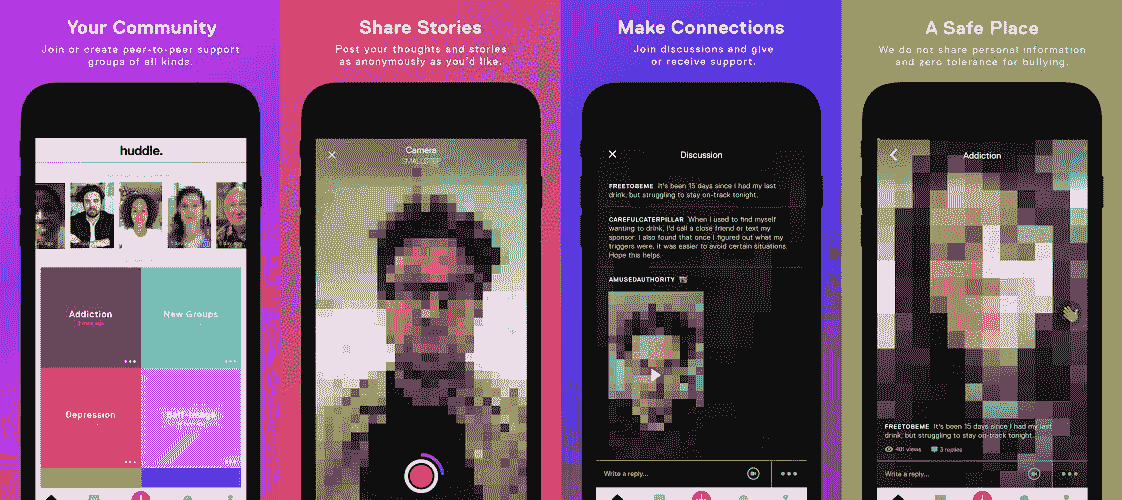 Your Community
Join or create peer-to-peer support
groups of all kinds.
huddle.
Addiction
New Groups
Depression
Self-Image
Share Stories
Post your thoughts and stories
as anonymously as you'd like.
Camera
Make Connections
Join discussions and give
or receive support.
Discussion
FREETOBEME It's been 15 days since I had my last
drink, but struggling to stay on-track tonight.
CAREFULCATERPILLAR When I used to find myself
wanting to drink, I'd call a close friend or text my
sponsor. I also found that once I figured out what my
triggers were, it was easier to avoid certain situations.
Hope this helps.
AMUSEDAUTHORITY
Write a reply...
A Safe Place
We do not share personal information
and zero tolerance for bullying.
Addiction
FREETOBEME It's been 15 days since I had my last
drink, but struggling to stay on-track tonight.
401 views 3 replies
Write a reply...